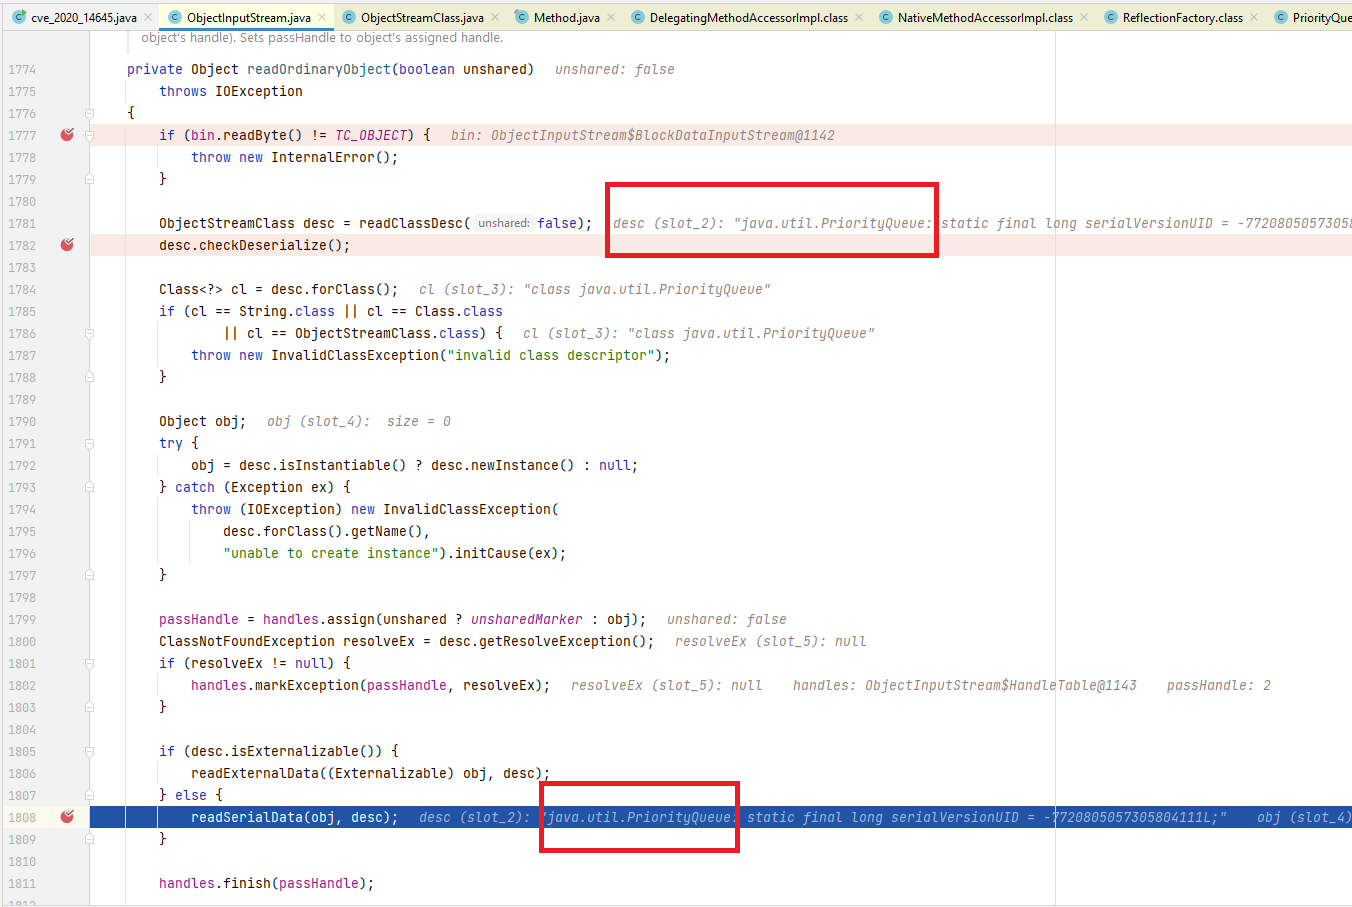 cve_2020_14645.java × ObjectInputStream.java × ObjectStreamClass.java × Method.java × DelegatingMethodAccessorImpl.class × NativeMethodAccessorImpl.class × ReflectionFactory.class × PriorityQue
object's handle). Sets passHandle to object's assigned handle.
1774 private Object readOrdinaryObject(boolean unshared) unshared: false
1775 throws IOException
1776 {
1777 if (bin.readByte() != TC_OBJECT) { bin: ObjectInputStream$BlockDataInputStream@1142
1778 throw new InternalError();
1779 }
1780
1781 ObjectStreamClass desc = readClassDesc( unshared: false); desc (slot_2): "java.util.PriorityQueue: static final long serialVersionUID = -77208050573058
1782 desc.checkDeserialize();
1783
1784 Class<?> cl = desc.forClass(); cl (slot_3): "class java.util.PriorityQueue"
1785 if (cl == String.class || cl == Class.class
1786 || cl == ObjectStreamClass.class) { cl (slot_3): "class java.util.PriorityQueue"
1787 throw new InvalidClassException("invalid class descriptor");
1788 }
1789
1790 Object obj; obj (slot_4): size = 0
1791 try {
1792 obj = desc.isInstantiable() ? desc.newInstance() : null;
1793 } catch (Exception ex) {
1794 throw (IOException) new InvalidClassException(
1795 desc.forClass().getName(),
1796 "unable to create instance").initCause(ex);
1797 }
1798
1799 passHandle = handles.assign(unshared ? unsharedMarker : obj); unshared: false
1800 ClassNotFoundException resolveEx = desc.getResolveException(); resolveEx (slot_5): null
1801 if (resolveEx != null) {
1802 handles.markException(passHandle, resolveEx); resolveEx (slot_5): null handles: ObjectInputStream$HandleTable@1143 passHandle: 2
1803 }
1804
1805 if (desc.isExternalizable()) {
1806 readExternalData((Externalizable) obj, desc);
1807 } else {
1808 readSerialData(obj, desc); desc (slot_2): "java.util.PriorityQueue: static final long serialVersionUID = -7720805057305804111L;" obj (slot_4)
1809 }
1810
1811 handles.finish(passHandle);
1812